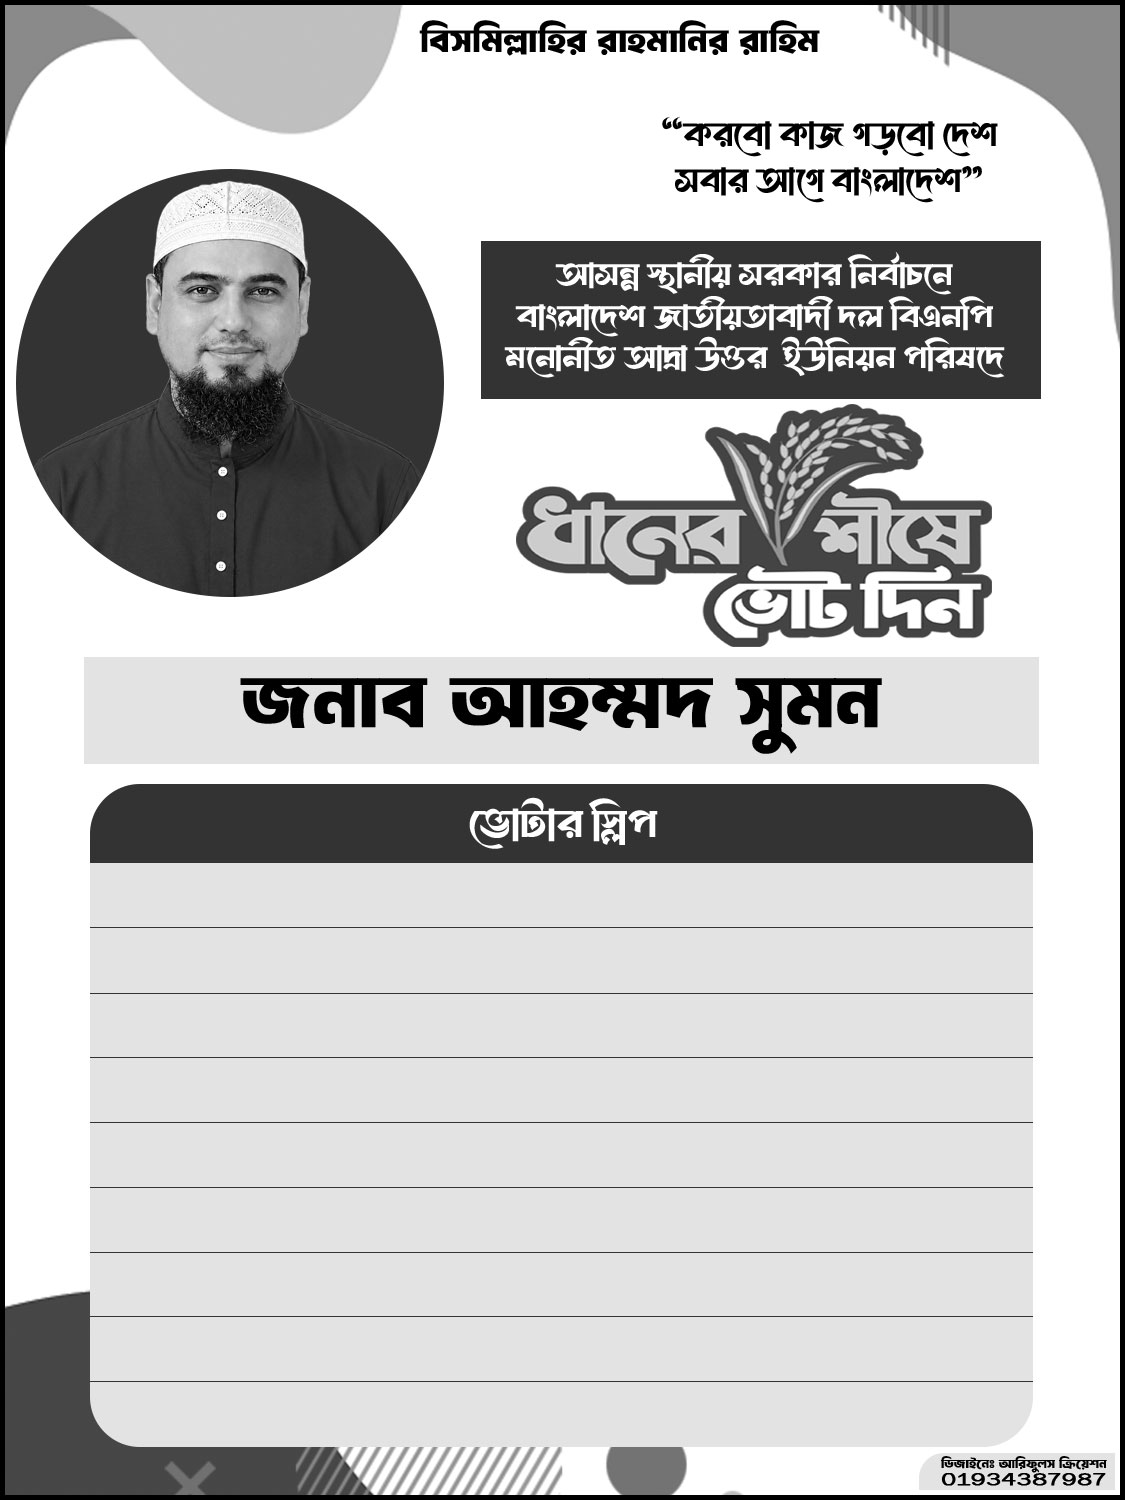 বিসমিল্লাহির রাহমানির রাহিম
“করবো কাজ গড়বো দেশ
সবার আগে বাংলাদেশ”
আসন্ন স্থানীয় সরকার নির্বাচনে
বাংলাদেশ জাতীয়তাবাদী দল বিএনপি
মনোনীত আদ্রা উত্তর ইউনিয়ন পরিষদে
ধানের শীষে
ভোট দিন
জনাব আহম্মদ সুমন
ভোটার স্লিপ
ডিজাইনেঃ আরিফুলস ক্রিয়েশন
01934387987